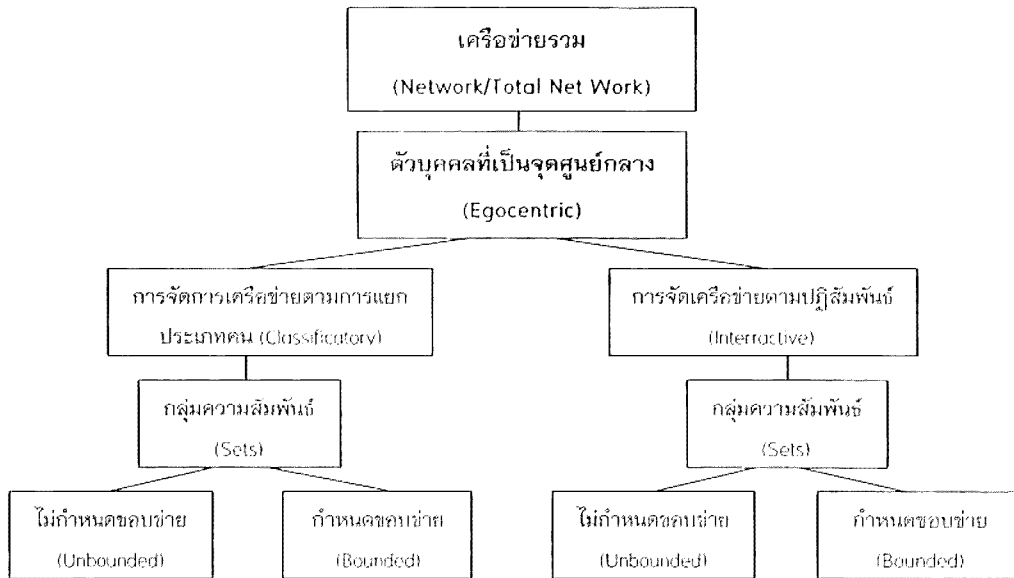 เครือข่ายรวม
(Network/Total Net Work)
ตัวบุคคลที่เป็นจุดศูนย์กลาง
(Egocentric)
การจัดการเครือข่ายตามการแยก
ประเภทคน (Classificatory)
การจัดเครือข่ายตามปฏิสัมพันธ์
(Interractive)
กลุ่มความสัมพันธ์
(Sets)
กลุ่มความสัมพันธ์
(Sets)
ไม่กำหนดขอบข่าย
(Unbounded)
กำหนดขอบข่าย
(Bounded)
ไม่กำหนดขอบข่าย
(Unbounded)
กำหนดขอบข่าย
(Bounded)